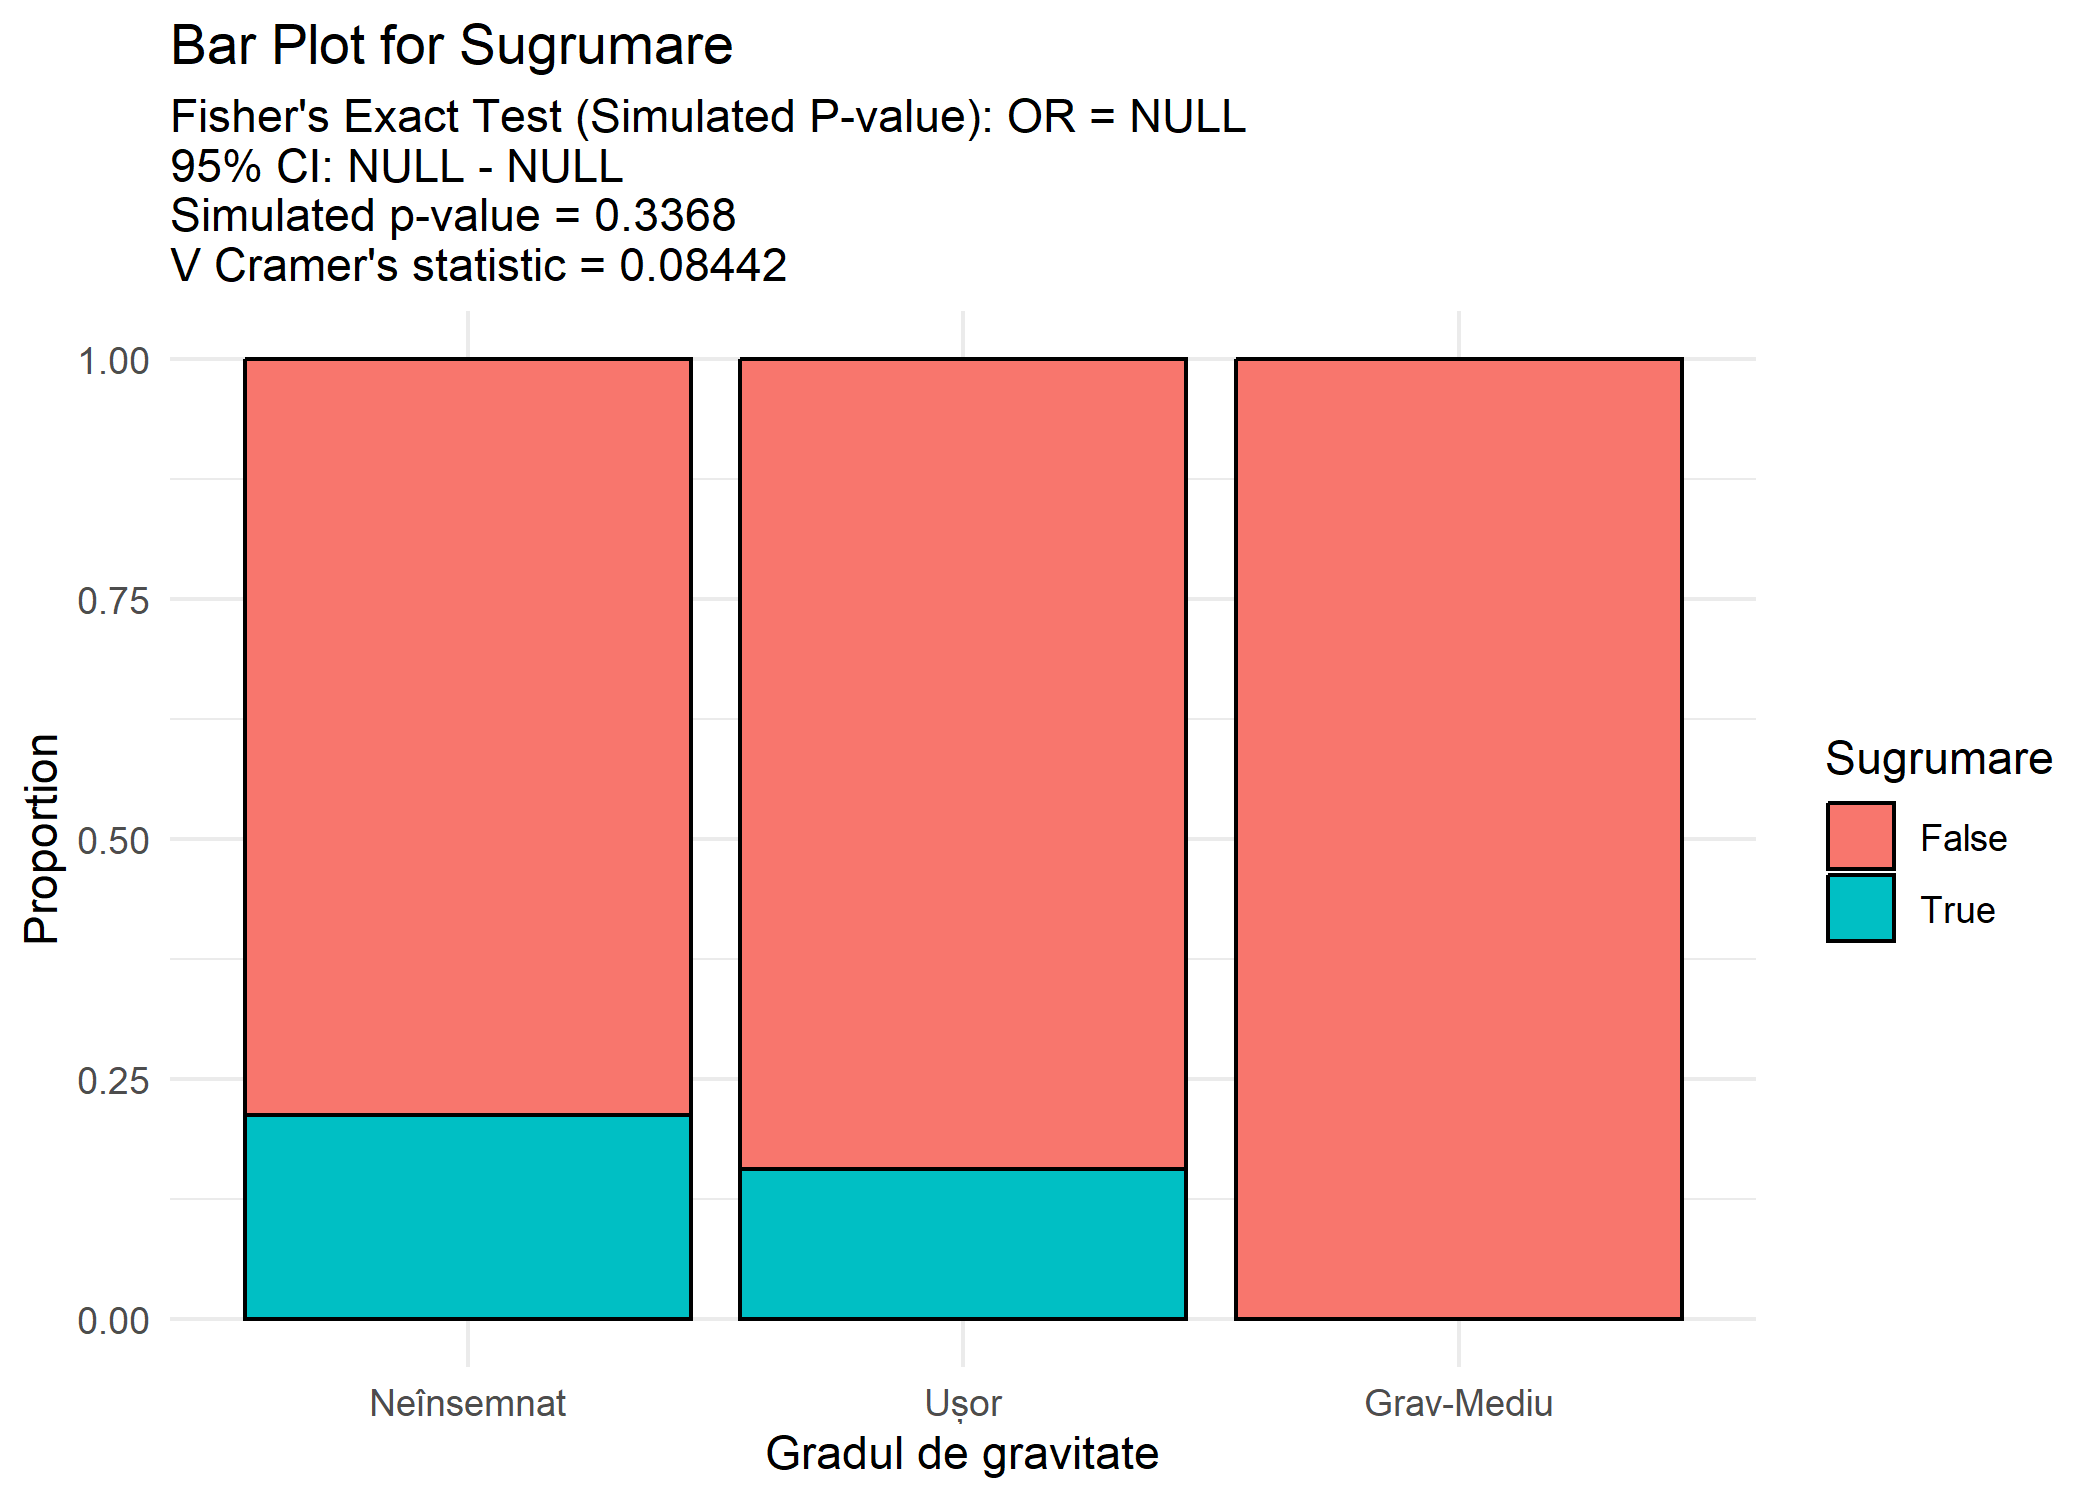 Bar Plot for Sugrumare
Fisher's Exact Test (Simulated P-value): OR = NULL
95% CI: NULL - NULL
Simulated p-value = 0.3368
V Cramer's statistic = 0.08442
Proportion
1.00
0.75
0.50
0.25
0.00
Neînsemnat
Ușor
Grav-Mediu
Gradul de gravitate
Sugrumare
False
True